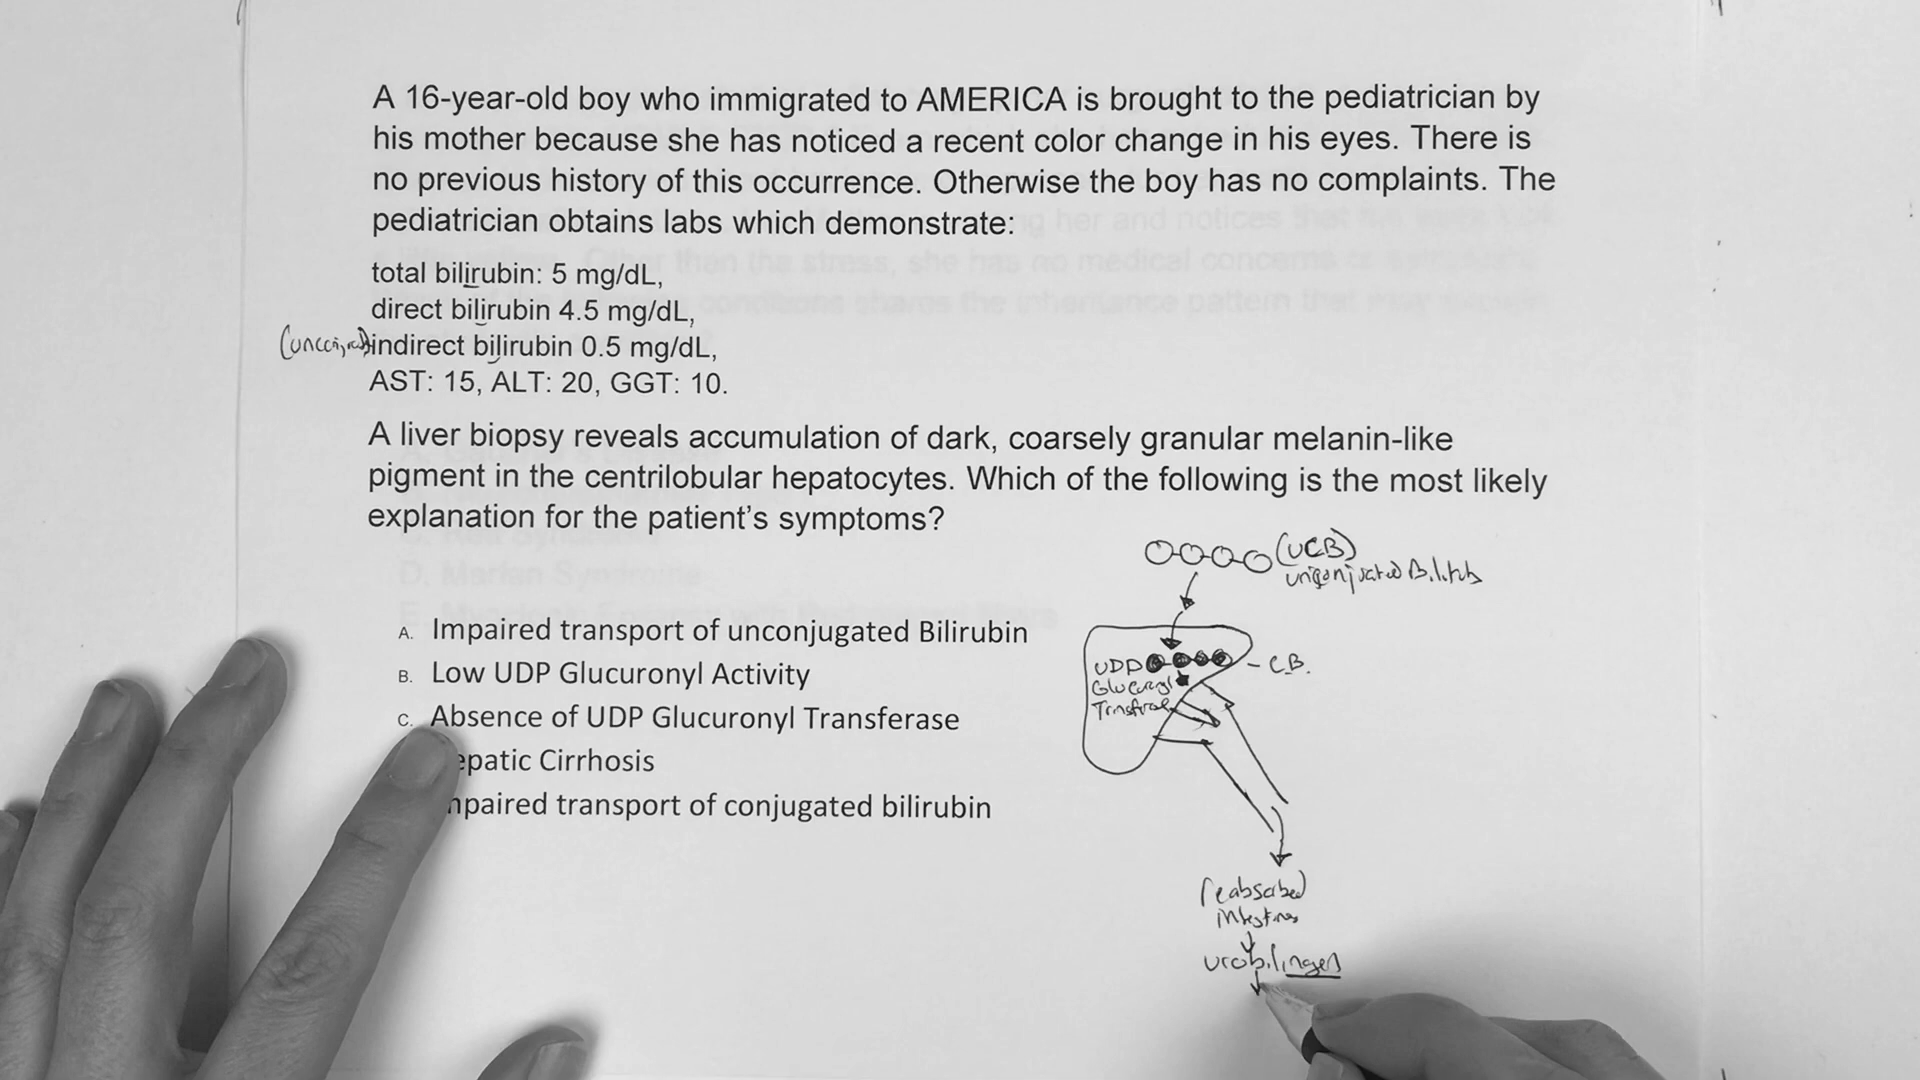 A 16-year-old boy who immigrated to AMERICA is brought to the pediatrician by
his mother because she has noticed a recent color change in his eyes. There is
no previous history of this occurrence. Otherwise the boy has no complaints. The
pediatrician obtains labs which demonstrate:
total bilirubin: 5 mg/dL,
direct bilirubin 4.5 mg/dL,
indirect bilirubin 0.5 mg/dL,
AST: 15, ALT: 20, GGT: 10.
A liver biopsy reveals accumulation of dark, coarsely granular melanin-like
pigment in the centrilobular hepatocytes. Which of the following is the most likely
explanation for the patient's symptoms?
(UCB)
A. Impaired transport of unconjugated Bilirubin
B. Low UDP Glucuronyl Activity
C. Absence of UDP Glucuronyl Transferase
epatic Cirrhosis
mpaired transport of conjugated bilirubin
UDP
- C.B.
reabsorbed
intestines
urobilinogen